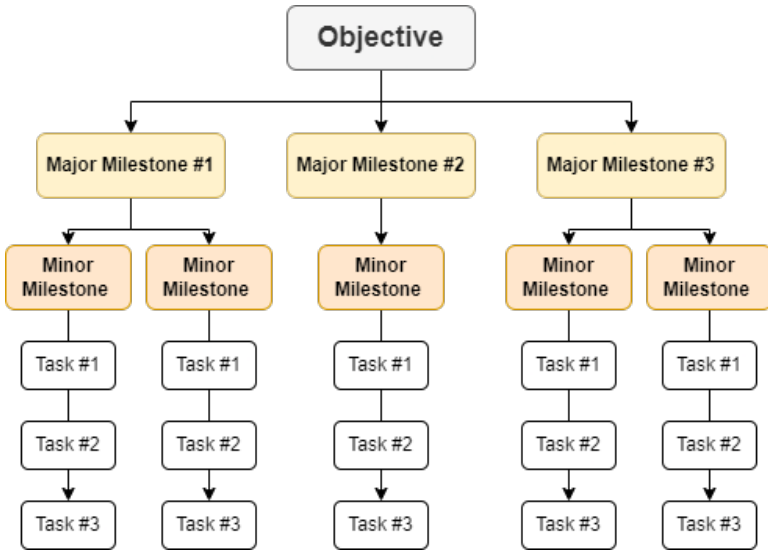 Objective
Major Milestone #1
Major Milestone #2
Major Milestone #3
Minor
Milestone
Minor
Milestone
Minor
Milestone
Minor
Milestone
Minor
Milestone
Task #1
Task #1
Task #1
Task #1
Task #1
Task #2
Task #2
Task #2
Task #2
Task #2
Task #3
Task #3
Task #3
Task #3
Task #3